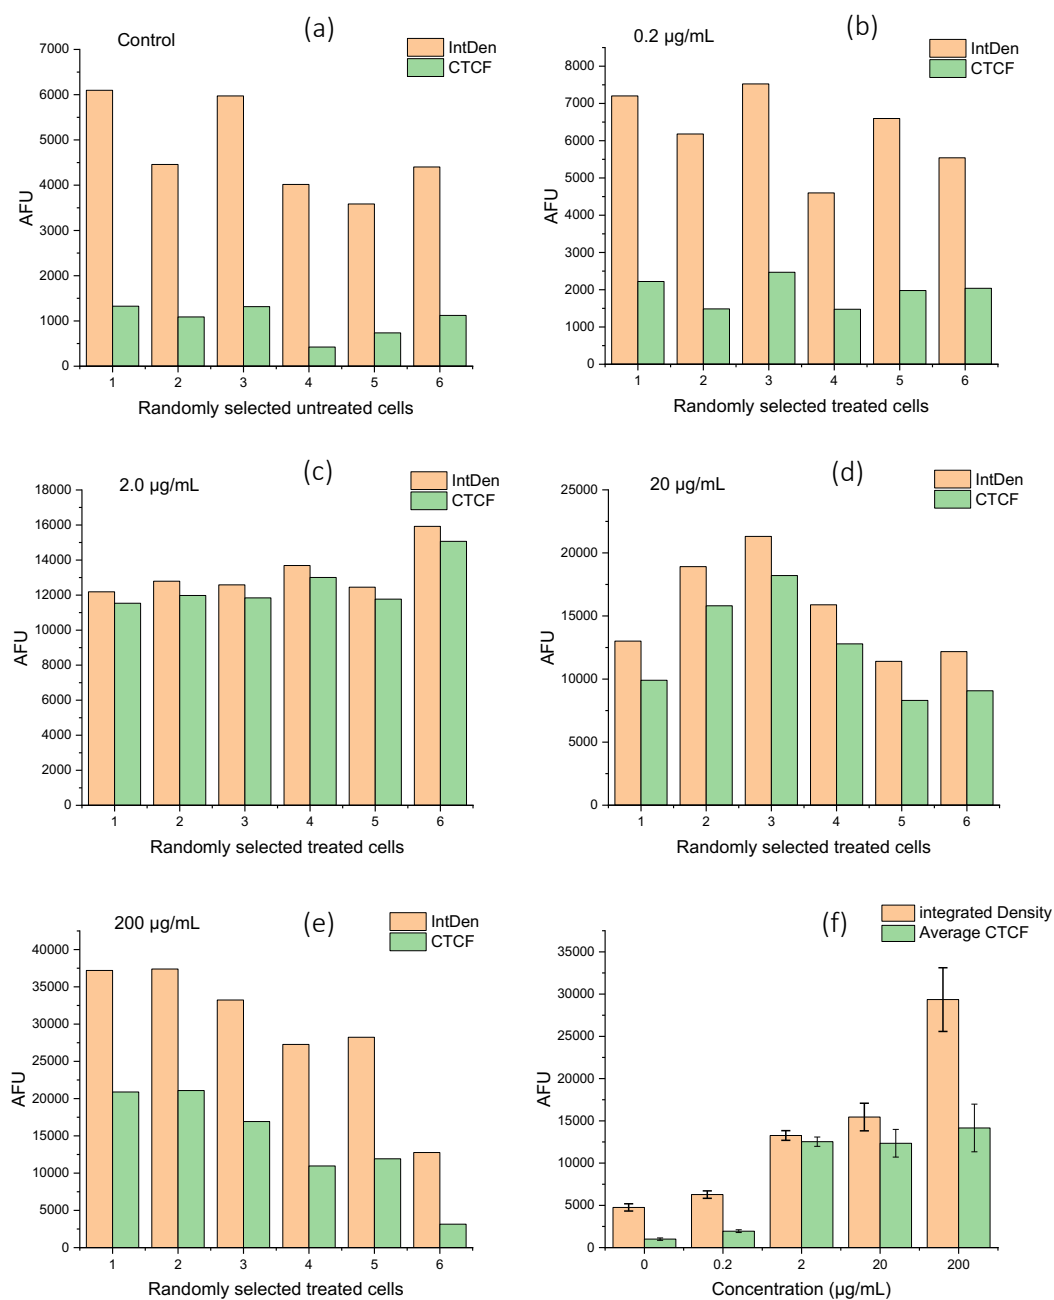 Control
(a)
IntDen
CTCF
7000
6000
5000
4000
3000
2000
1000
0
AFU
1 2 3 4 5 6
Randomly selected untreated cells
0.2 µg/mL
(b)
IntDen
CTCF
8000
7000
6000
5000
4000
3000
2000
1000
0
AFU
1 2 3 4 5 6
Randomly selected treated cells
2.0 µg/mL
(c)
IntDen
CTCF
18000
16000
14000
12000
10000
8000
6000
4000
2000
0
AFU
1 2 3 4 5 6
Randomly selected treated cells
20 µg/mL
(d)
IntDen
CTCF
25000
20000
15000
10000
5000
0
AFU
1 2 3 4 5 6
Randomly selected treated cells
200 µg/mL
(e)
IntDen
CTCF
40000
35000
30000
25000
20000
15000
10000
5000
0
AFU
1 2 3 4 5 6
Randomly selected treated cells
(f)
integrated Density
Average CTCF
35000
30000
25000
20000
15000
10000
5000
0
AFU
0 0.2 2 20 200
Concentration (µg/mL)